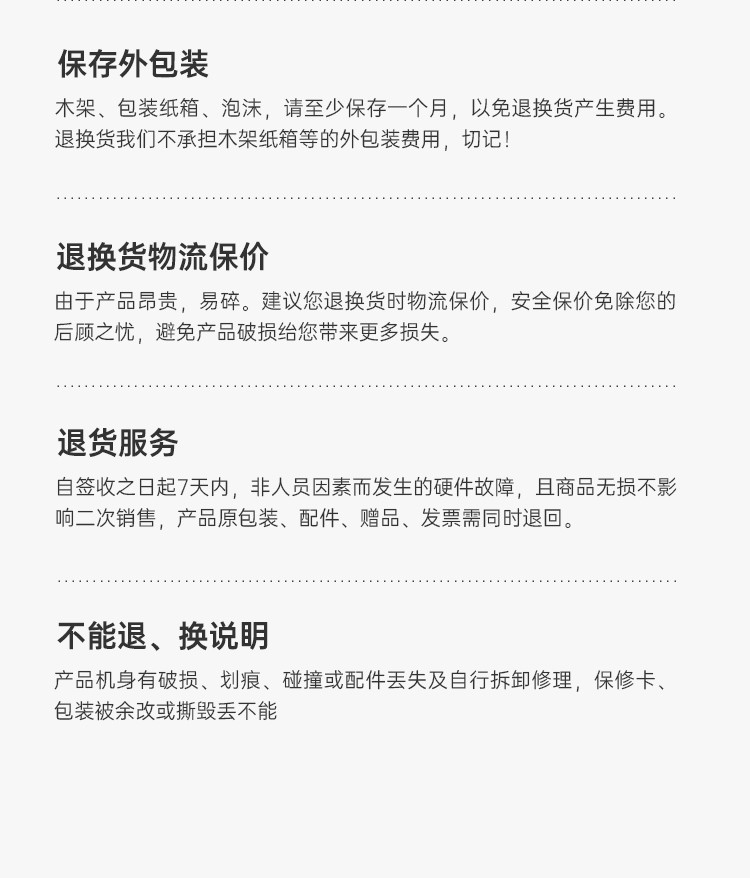 保存外包装
木架、包装纸箱、泡沫，请至少保存一个月，以免退换货产生费用。
退换货我们不承担木架纸箱等的外包装费用，切记！
退换货物流保价
由于产品昂贵，易碎。建议您退换货时物流保价，安全保价免除您的
后顾之忧，避免产品破损给您带来更多损失。
退货服务
自签收之日起7天内，非人员因素而发生的硬件故障，且商品无损不影
响二次销售，产品原包装、配件、赠品、发票需同时退回。
不能退、换说明
产品机身有破损、划痕、碰撞或配件丢失及自行拆卸修理，保修卡、
包装被余改或撕毁丢不能